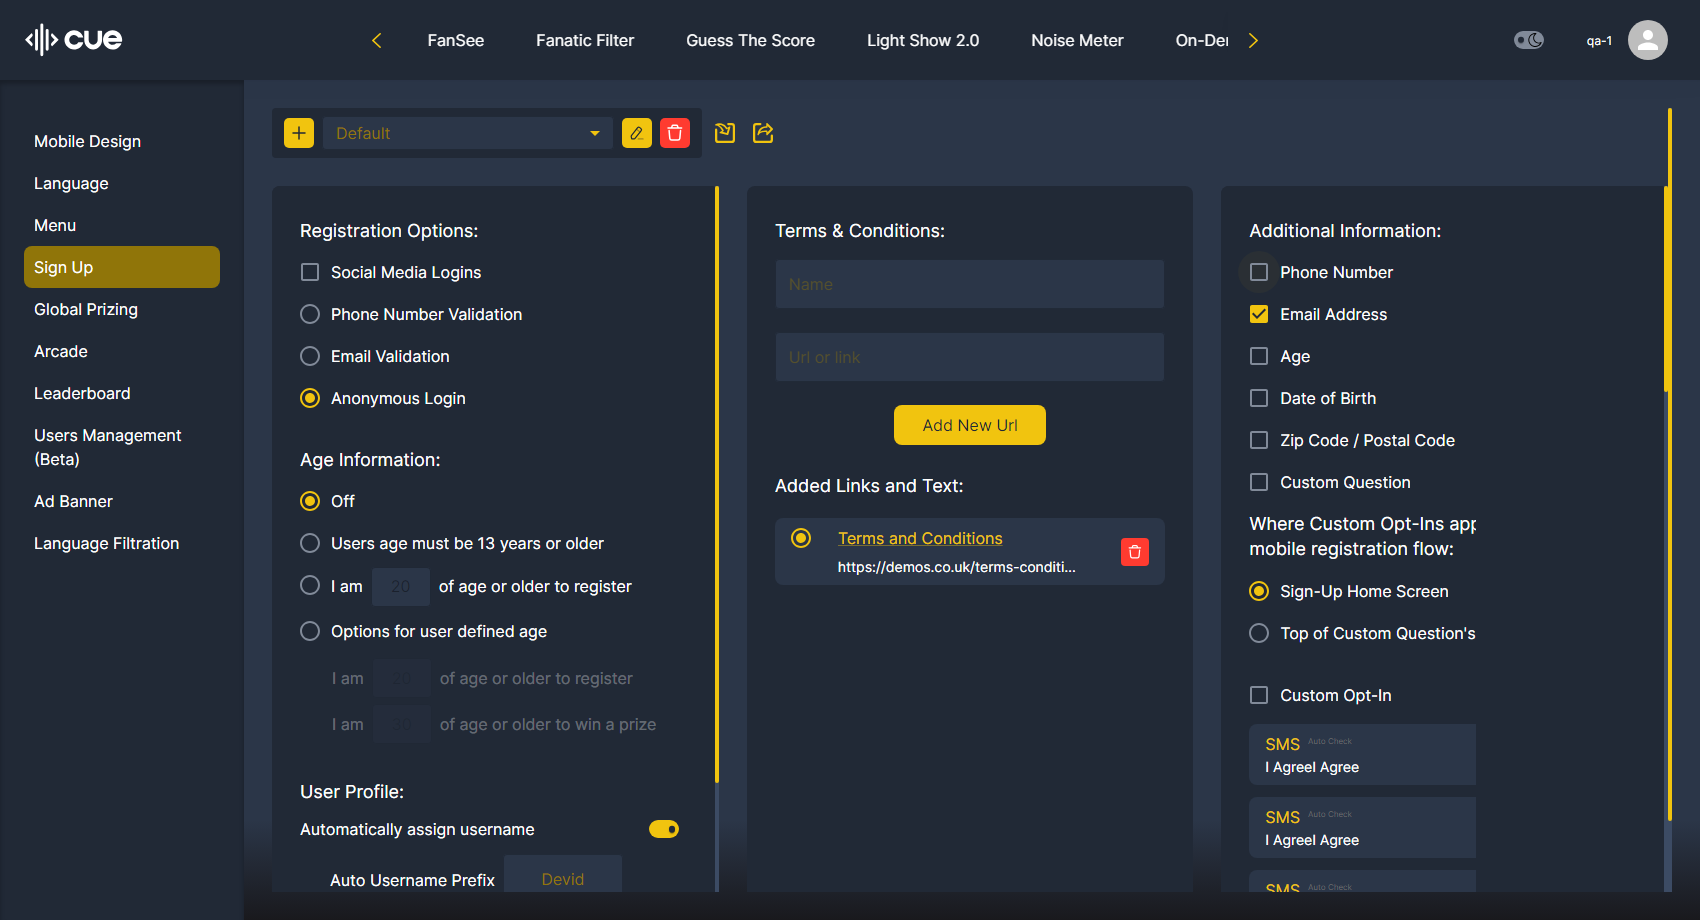 cue
FanSee
Fanatic Filter
Guess The Score
Light Show 2.0
Noise Meter
On-De
qa-1
Mobile Design
Language
Menu
Sign Up
Global Prizing
Arcade
Leaderboard
Users Management
(Beta)
Ad Banner
Language Filtration
Default
Registration Options:
Social Media Logins
Phone Number Validation
Email Validation
Anonymous Login
Age Information:
Off
Users age must be 13 years or older
I am 20 of age or older to register
Options for user defined age
I am of age or older to register
I am of age or older to win a prize
User Profile:
Automatically assign username
Auto Username Prefix Devid
Terms & Conditions:
Name
Url or link
Add New Url
Added Links and Text:
Terms and Conditions
https://demos.co.uk/terms-conditi...
Additional Information:
Phone Number
Email Address
Age
Date of Birth
Zip Code / Postal Code
Custom Question
Where Custom Opt-Ins app
mobile registration flow:
Sign-Up Home Screen
Top of Custom Question's
Custom Opt-In
SMS Auto Check
I AgreeI Agree
SMS Auto Check
I AgreeI Agree
SMS Auto Check